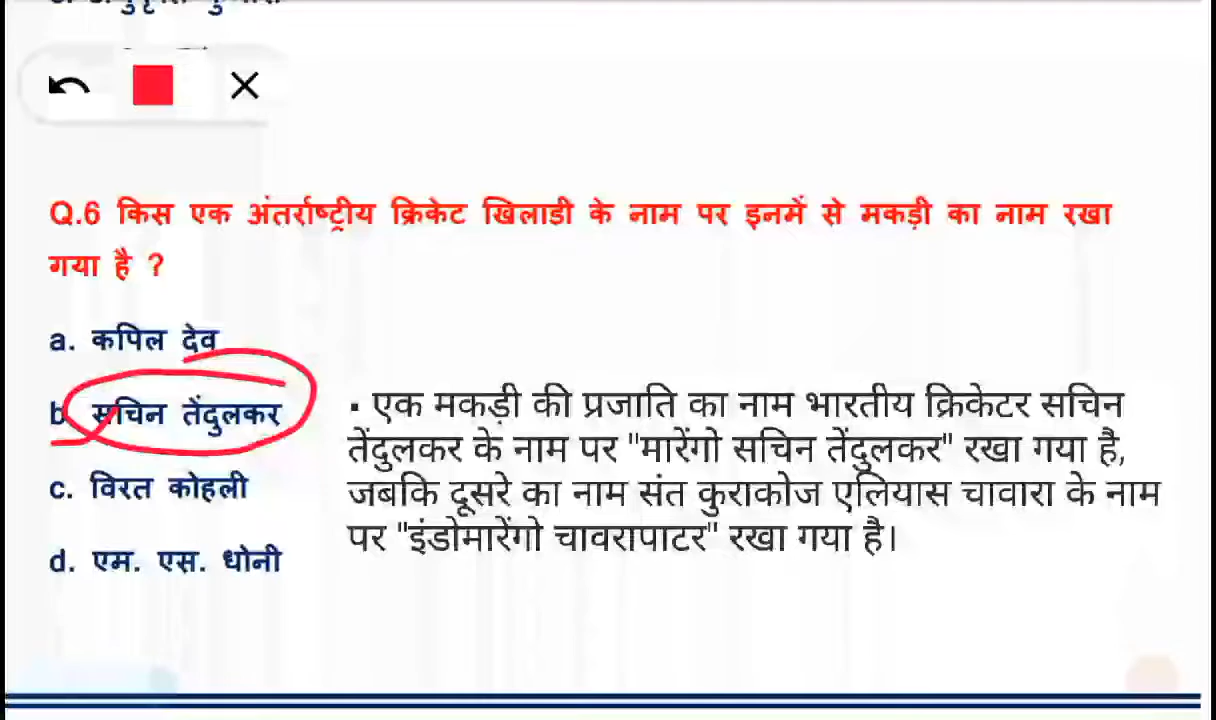 Q.6 किस एक अंतर्राष्ट्रीय क्रिकेट खिलाडी के नाम पर इनमें से मकड़ी का नाम रखा
गया है ?
a. कपिल देव
b. सचिन तेंदुलकर
▪ एक मकड़ी की प्रजाति का नाम भारतीय क्रिकेटर सचिन
तेंदुलकर के नाम पर "मारेंगो सचिन तेंदुलकर" रखा गया है,
जबकि दूसरे का नाम संत कुराकोज एलियास चावारा के नाम
पर "इंडोमारेंगो चावरापाटर" रखा गया है।
c. विरत कोहली
d. एम. एस. धोनी